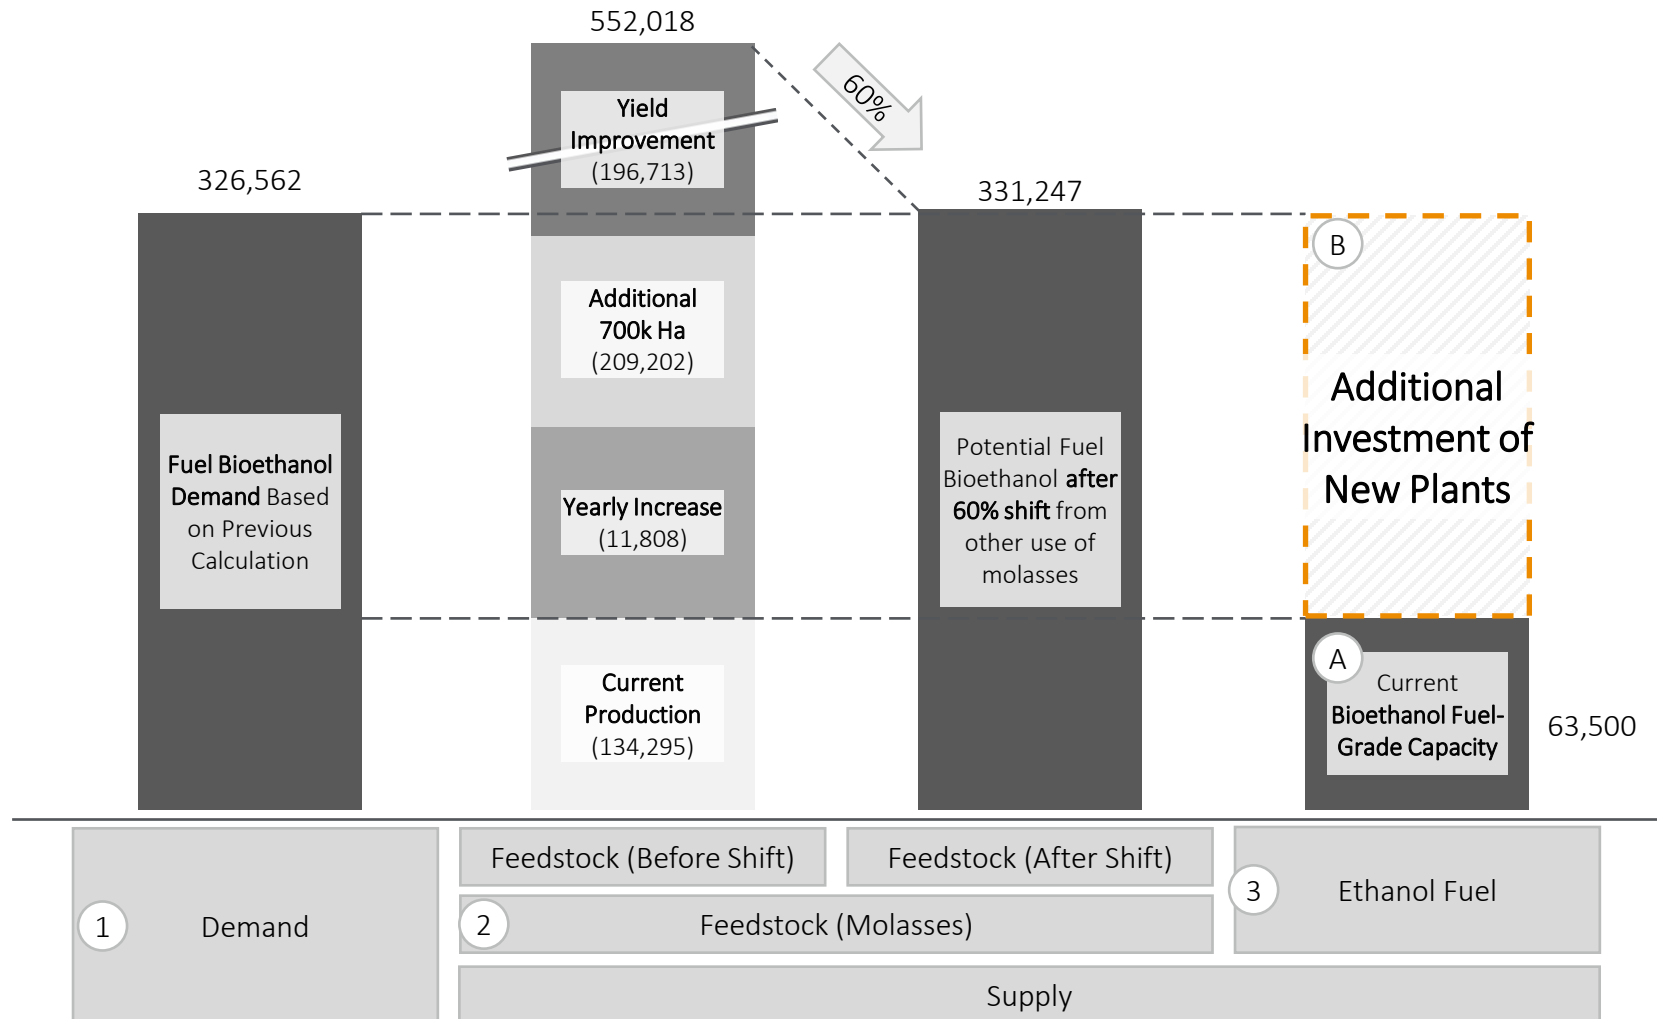 552,018
Yield
Improvement
(196,713)
60%
326,562
331,247
B
Additional
700k Ha
(209,202)
Additional
Investment of
New Plants
Fuel Bioethanol
Demand Based
on Previous
Calculation
Yearly Increase
(11,808)
Potential Fuel
Bioethanol after
60% shift from
other use of
molasses
A
Current
Production
(134,295)
Current
Bioethanol Fuel-
Grade Capacity
63,500
Feedstock (Before Shift)
Feedstock (After Shift)
3
Ethanol Fuel
1
Demand
2
Feedstock (Molasses)
Supply